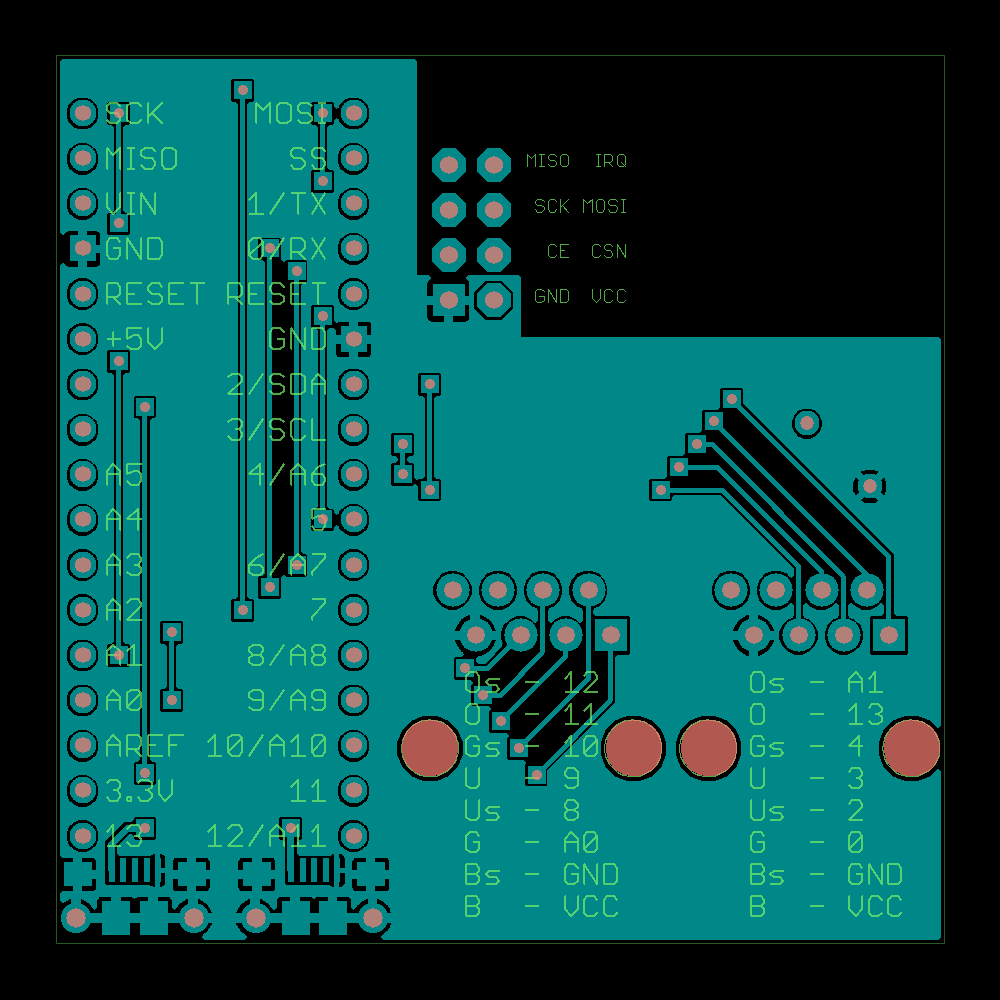 SCK MOSI
MISO SS
MISO IRQ
VIN 1/TX
SCK MOSI
GND 0/RX
CE CSN
RESET RESET
GND VCC
+5V GND
2/SDA
3/SCL
A5 4/A6
A4 5
A3 6/A7
A2 7
A1 8/A8
A0 9/A9
AREF 10/A10
3.3V 11
13 12/A11
Os - 12
O - 11
Gs - 10
U - 9
Us - 8
G - A0
Bs - GND
B - VCC
Os - A1
O - 13
Gs - 4
U - 3
Us - 2
G - 0
Bs - GND
B - VCC